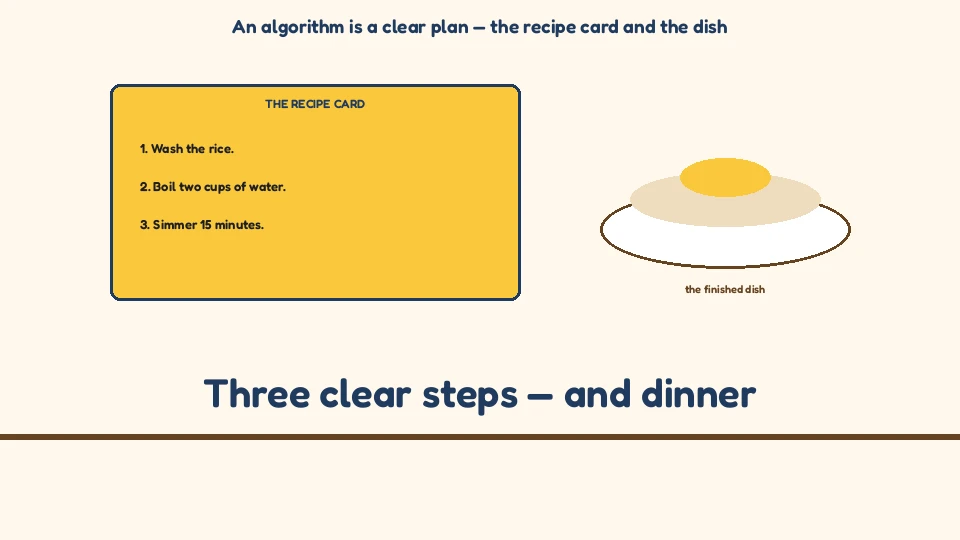 An algorithm is a clear plan — the recipe card and the dish
THE RECIPE CARD
1. Wash the rice.
2. Boil two cups of water.
3. Simmer 15 minutes.
the finished dish
Three clear steps — and dinner